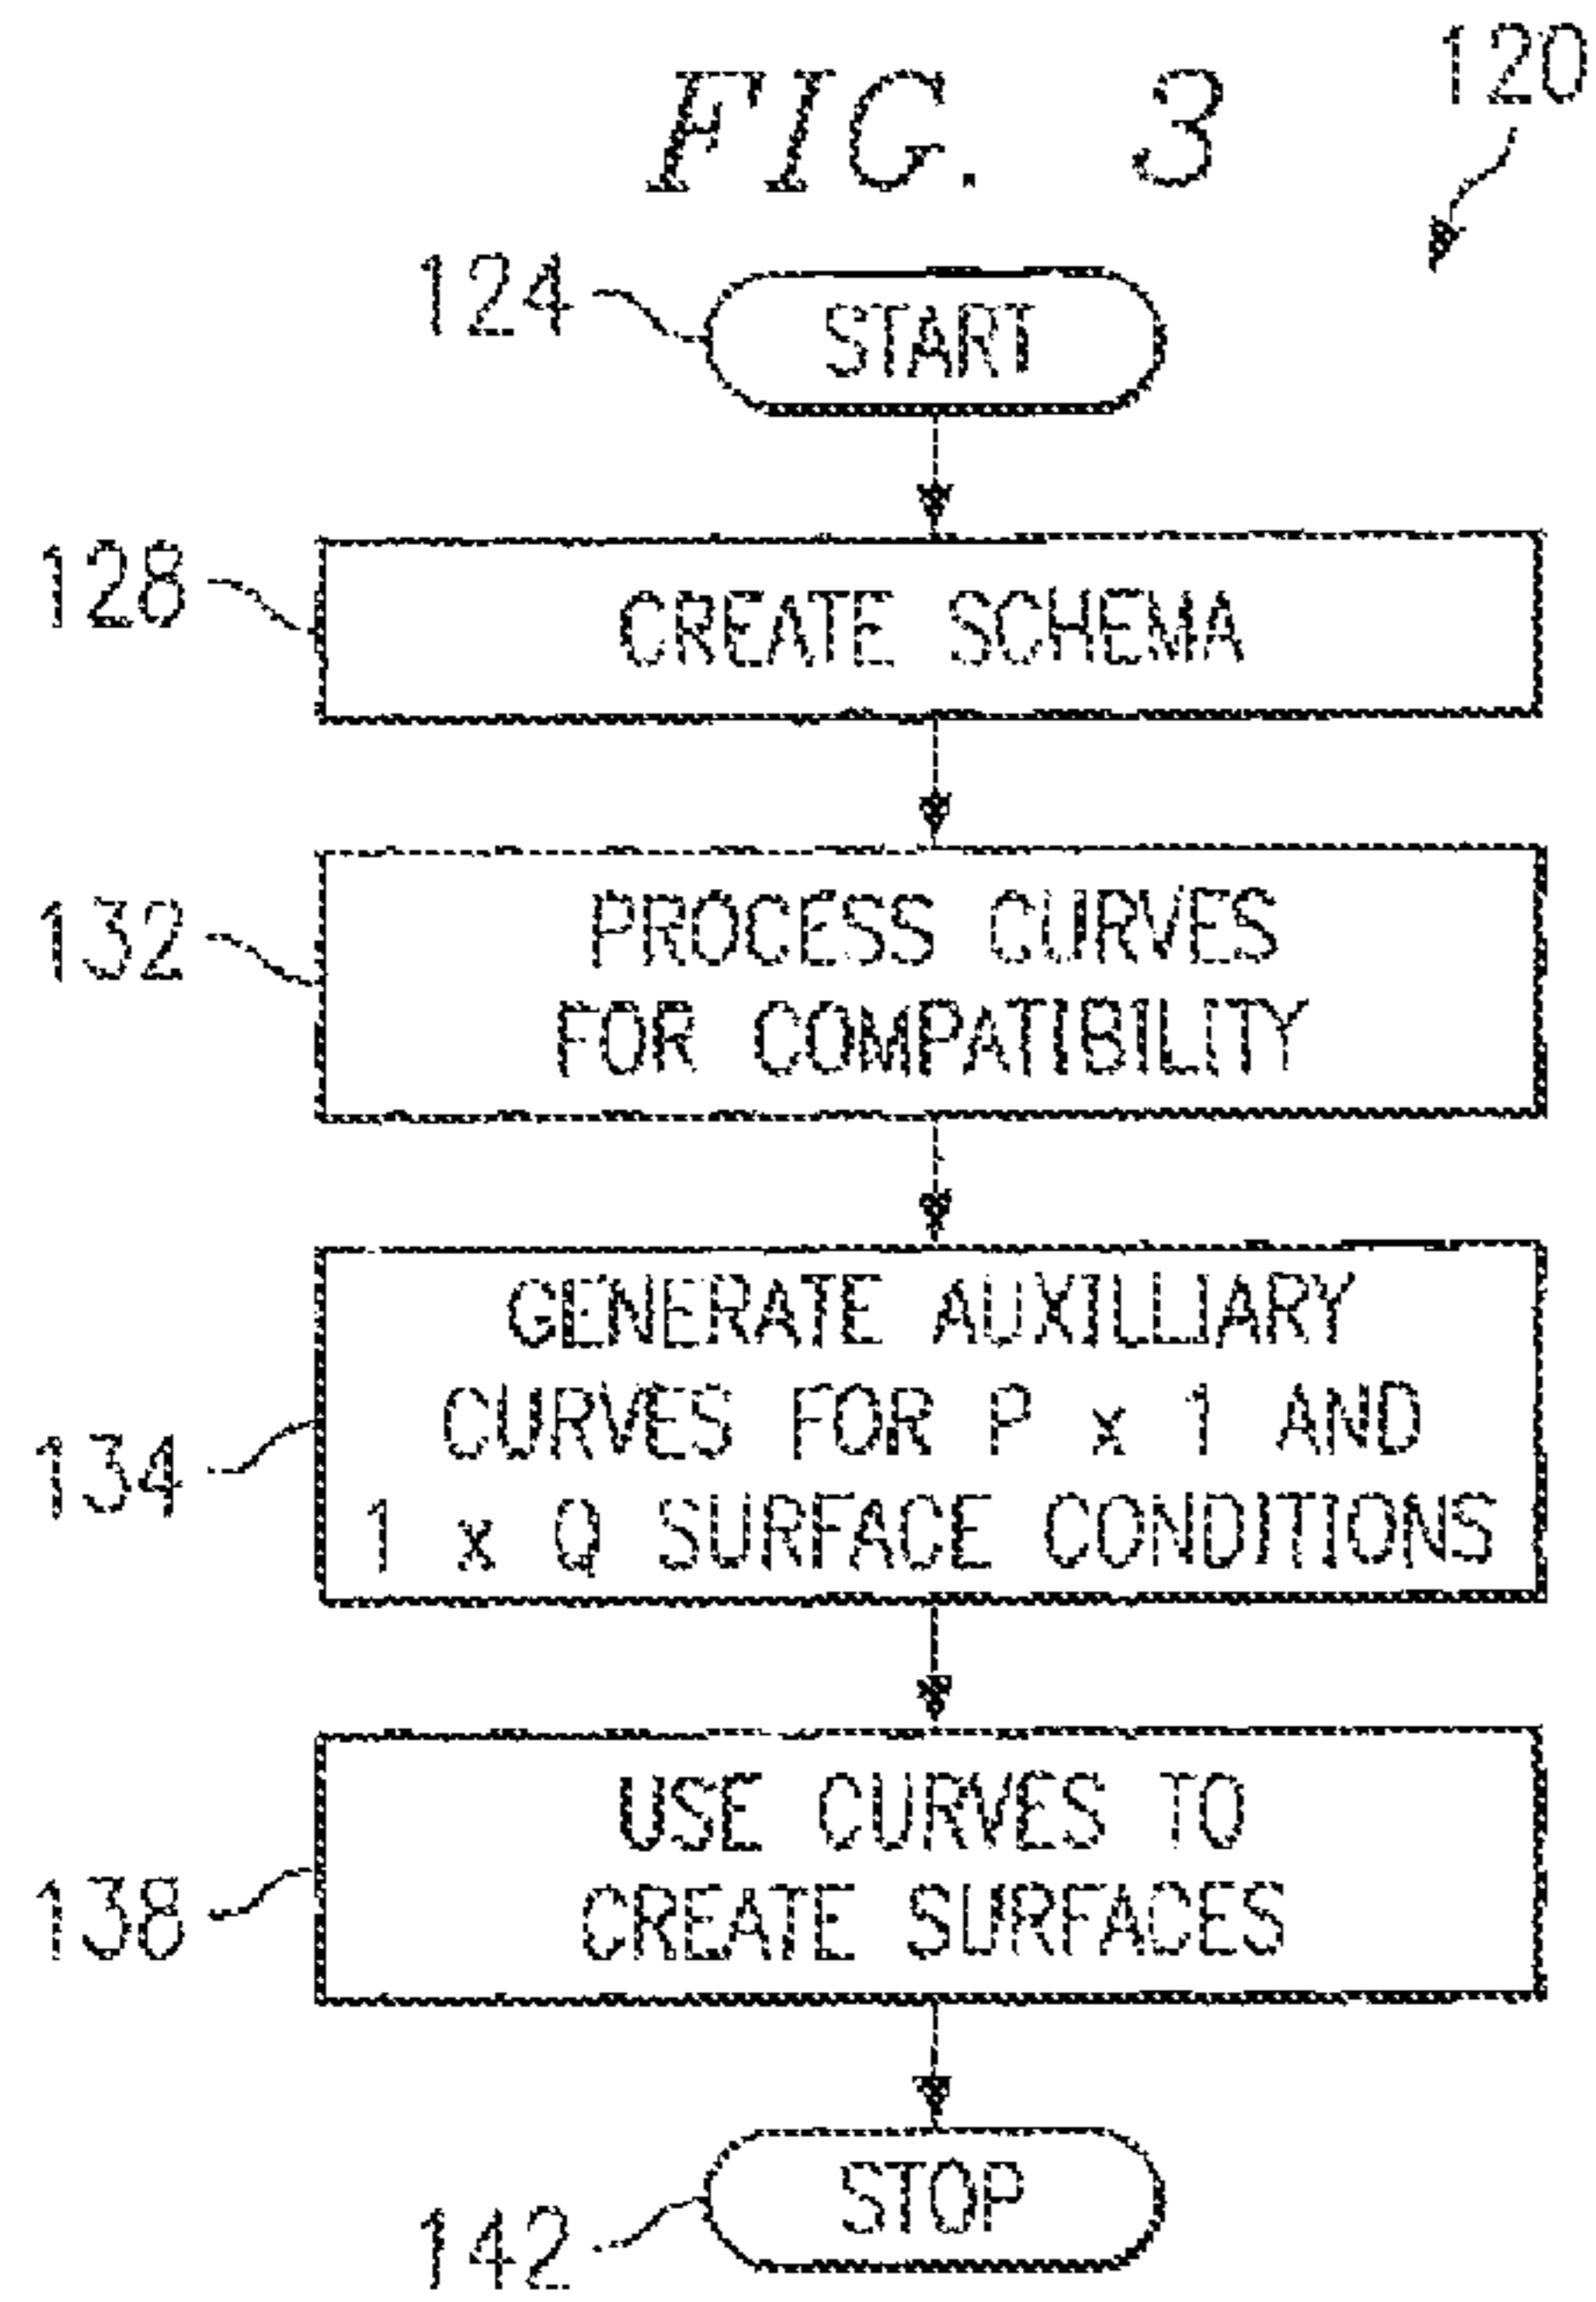 FIG. 3
120
124
START
128
CREATE SCHEMA
132
PROCESS CURVES
FOR COMPATIBILITY
134
GENERATE AUXILLIARY
CURVES FOR P x 1 AND
1 x Q SURFACE CONDITIONS
138
USE CURVES TO
CREATE SURFACES
142
STOP